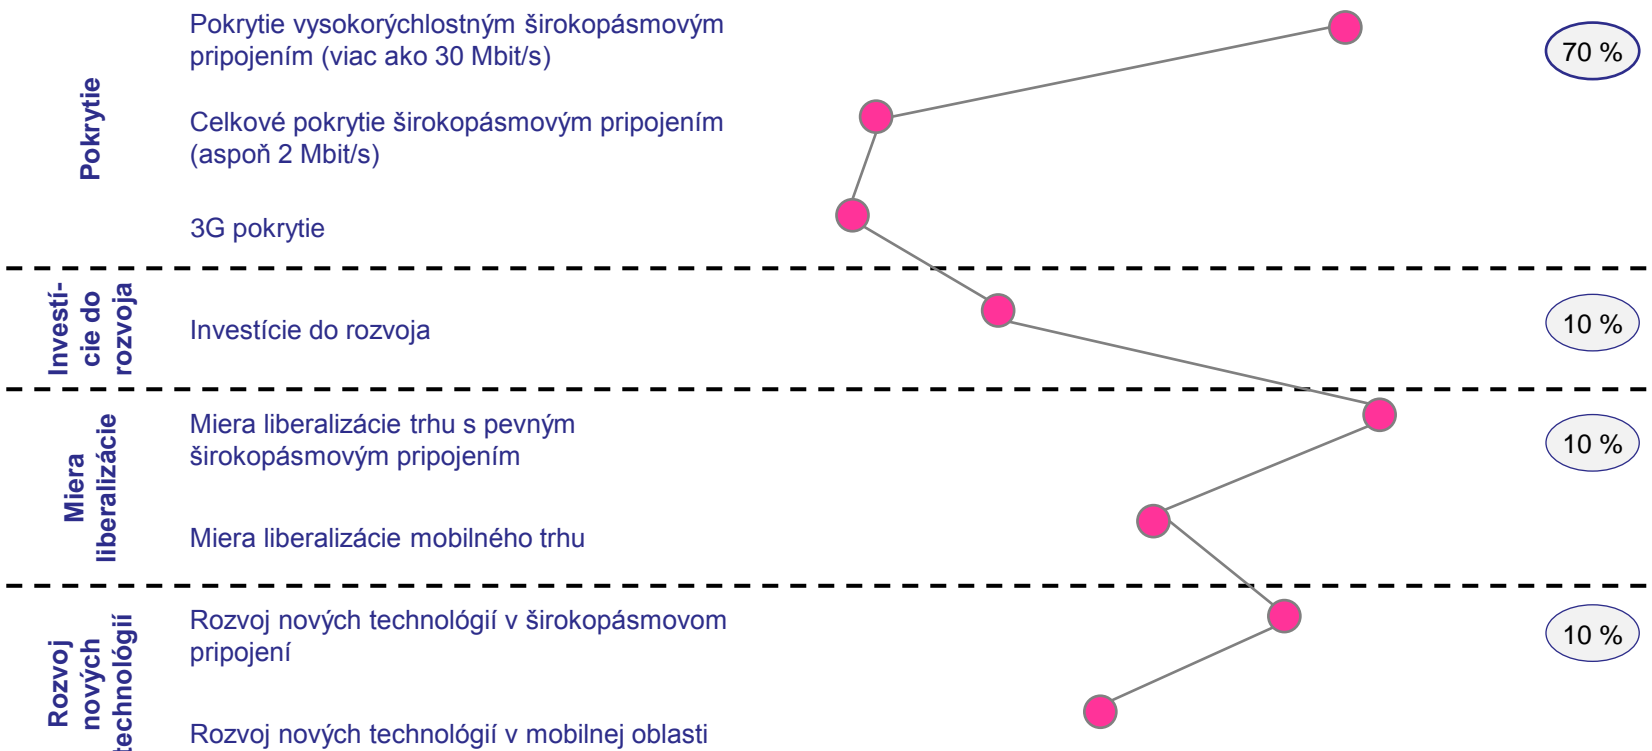 Pokrytie
Pokrytie vysokorýchlostným širokopásmovým
pripojením (viac ako 30 Mbit/s)
70 %
Celkové pokrytie širokopásmovým pripojením
(aspoň 2 Mbit/s)
3G pokrytie
Investí-
cie do
rozvoja
Investície do rozvoja
10 %
Miera
liberalizácie
Miera liberalizácie trhu s pevným
širokopásmovým pripojením
10 %
Miera liberalizácie mobilného trhu
Rozvoj
nových
technológií
Rozvoj nových technológií v širokopásmovom
pripojení
10 %
Rozvoj nových technológií v mobilnej oblasti